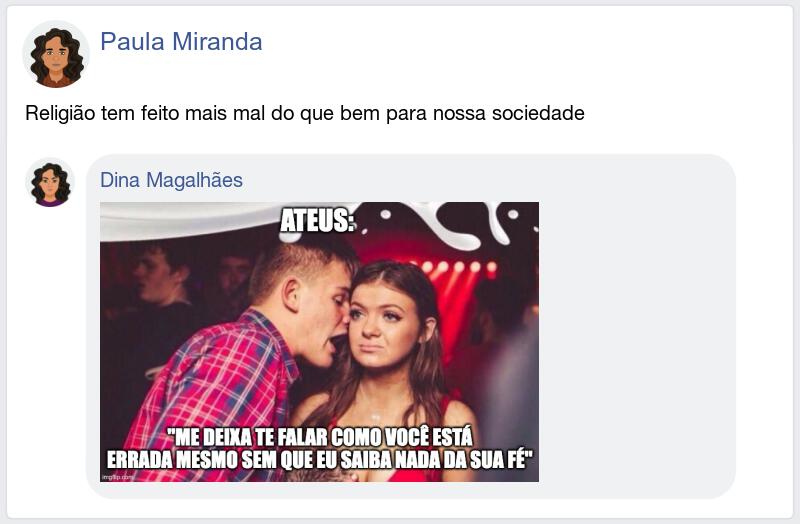 Paula Miranda
Religião tem feito mais mal do que bem para nossa sociedade
Dina Magalhães
ATEUS:
"ME DEIXA TE FALAR COMO VOCÊ ESTÁ
ERRADA MESMO SEM QUE EU SAIBA NADA DA SUA FÉ"
imgflip.com